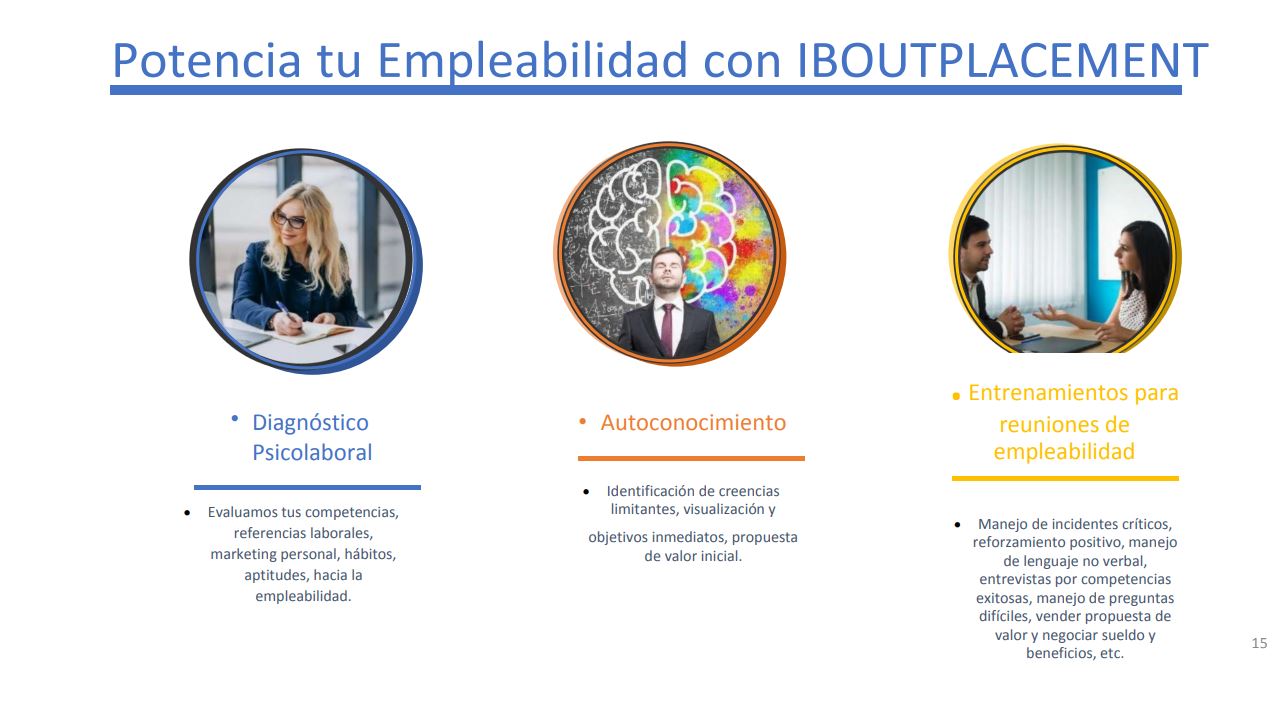 Potencia tu Empleabilidad con IBOUTPLACEMENT
• Diagnóstico
Psicolaboral
• Evaluamos tus competencias,
referencias laborales,
marketing personal, hábitos,
aptitudes, hacia la
empleabilidad.
• Autoconocimiento
• Identificación de creencias
limitantes, visualización y
objetivos inmediatos, propuesta
de valor inicial.
• Entrenamientos para
reuniones de
empleabilidad
• Manejo de incidentes críticos,
reforzamiento positivo, manejo
de lenguaje no verbal,
entrevistas por competencias
exitosas, manejo de preguntas
difíciles, vender propuesta de
valor y negociar sueldo y
beneficios, etc.
15